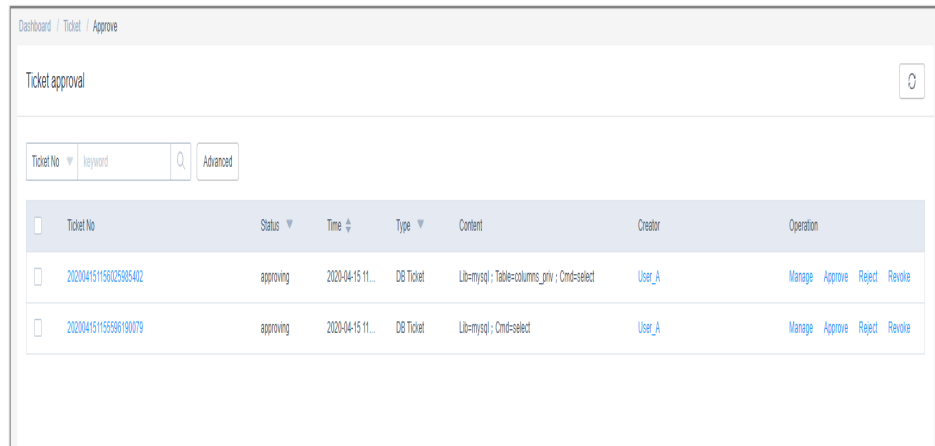 Dashboard / Ticket / Approve
Ticket approval
Ticket No keyword Advanced
Ticket No Status Time Type Content Creator Operation
202004151156025985402 approving 2020-04-15 11... DB Ticket Lib=mysql ; Table=columns_priv ; Cmd=select User_A Manage Approve Reject Revoke
202004151155596190079 approving 2020-04-15 11... DB Ticket Lib=mysql ; Cmd=select User_A Manage Approve Reject Revoke